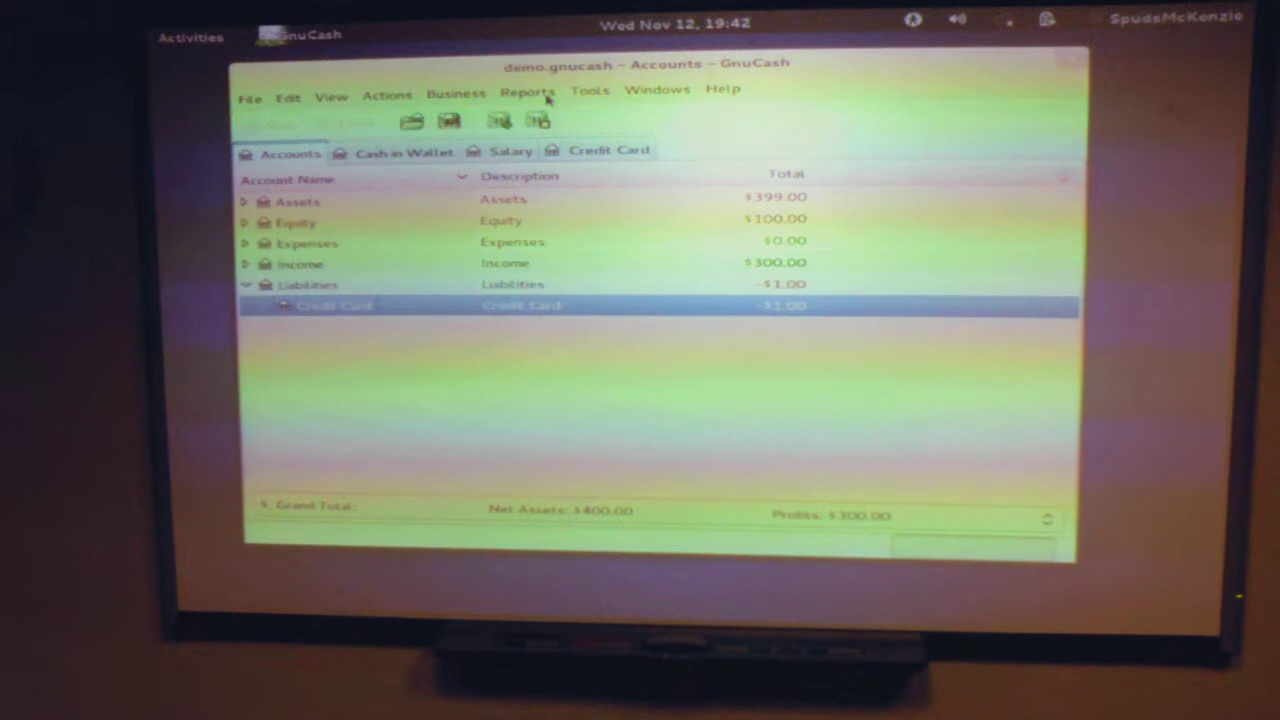 Activities GnuCash Wed Nov 12, 19:42 SpudeMcKenzie
demo.gnucash - Accounts - GnuCash
File Edit View Actions Business Reports Tools Windows Help
Accounts Cash in Wallet Salary Credit Card
Account Name Description Total
Assets Assets $399.00
Equity Equity $100.00
Expenses Expenses $0.00
Income Income $300.00
Liabilities Liabilities -$1.00
Credit Card Credit Card -$1.00
$, Grand Total: Net Assets: $400.00 Profits: $300.00